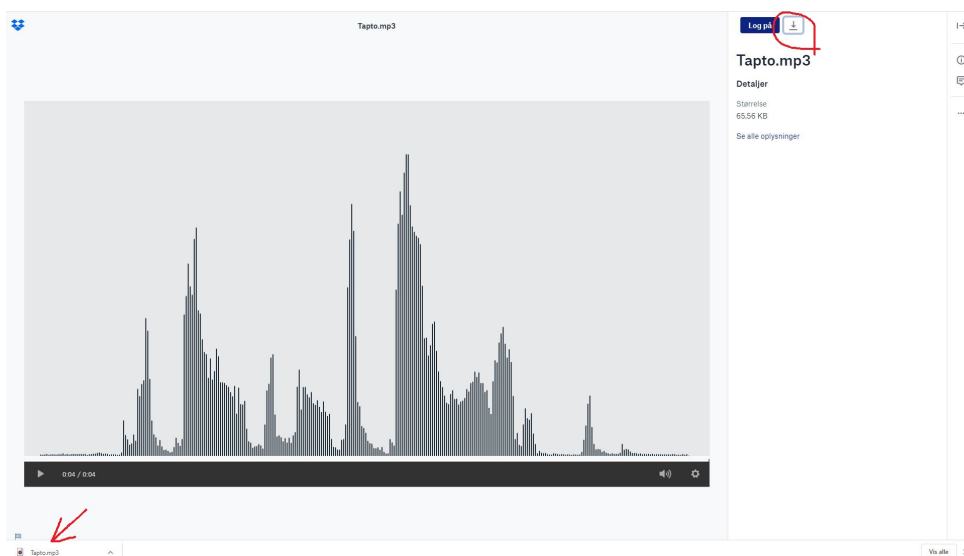 Tapto.mp3
Log på
Tapto.mp3
Detaljer
Størrelse
65,56 KB
Se alle oplysninger
0:04 / 0:04
Tapto.mp3
Vis alle